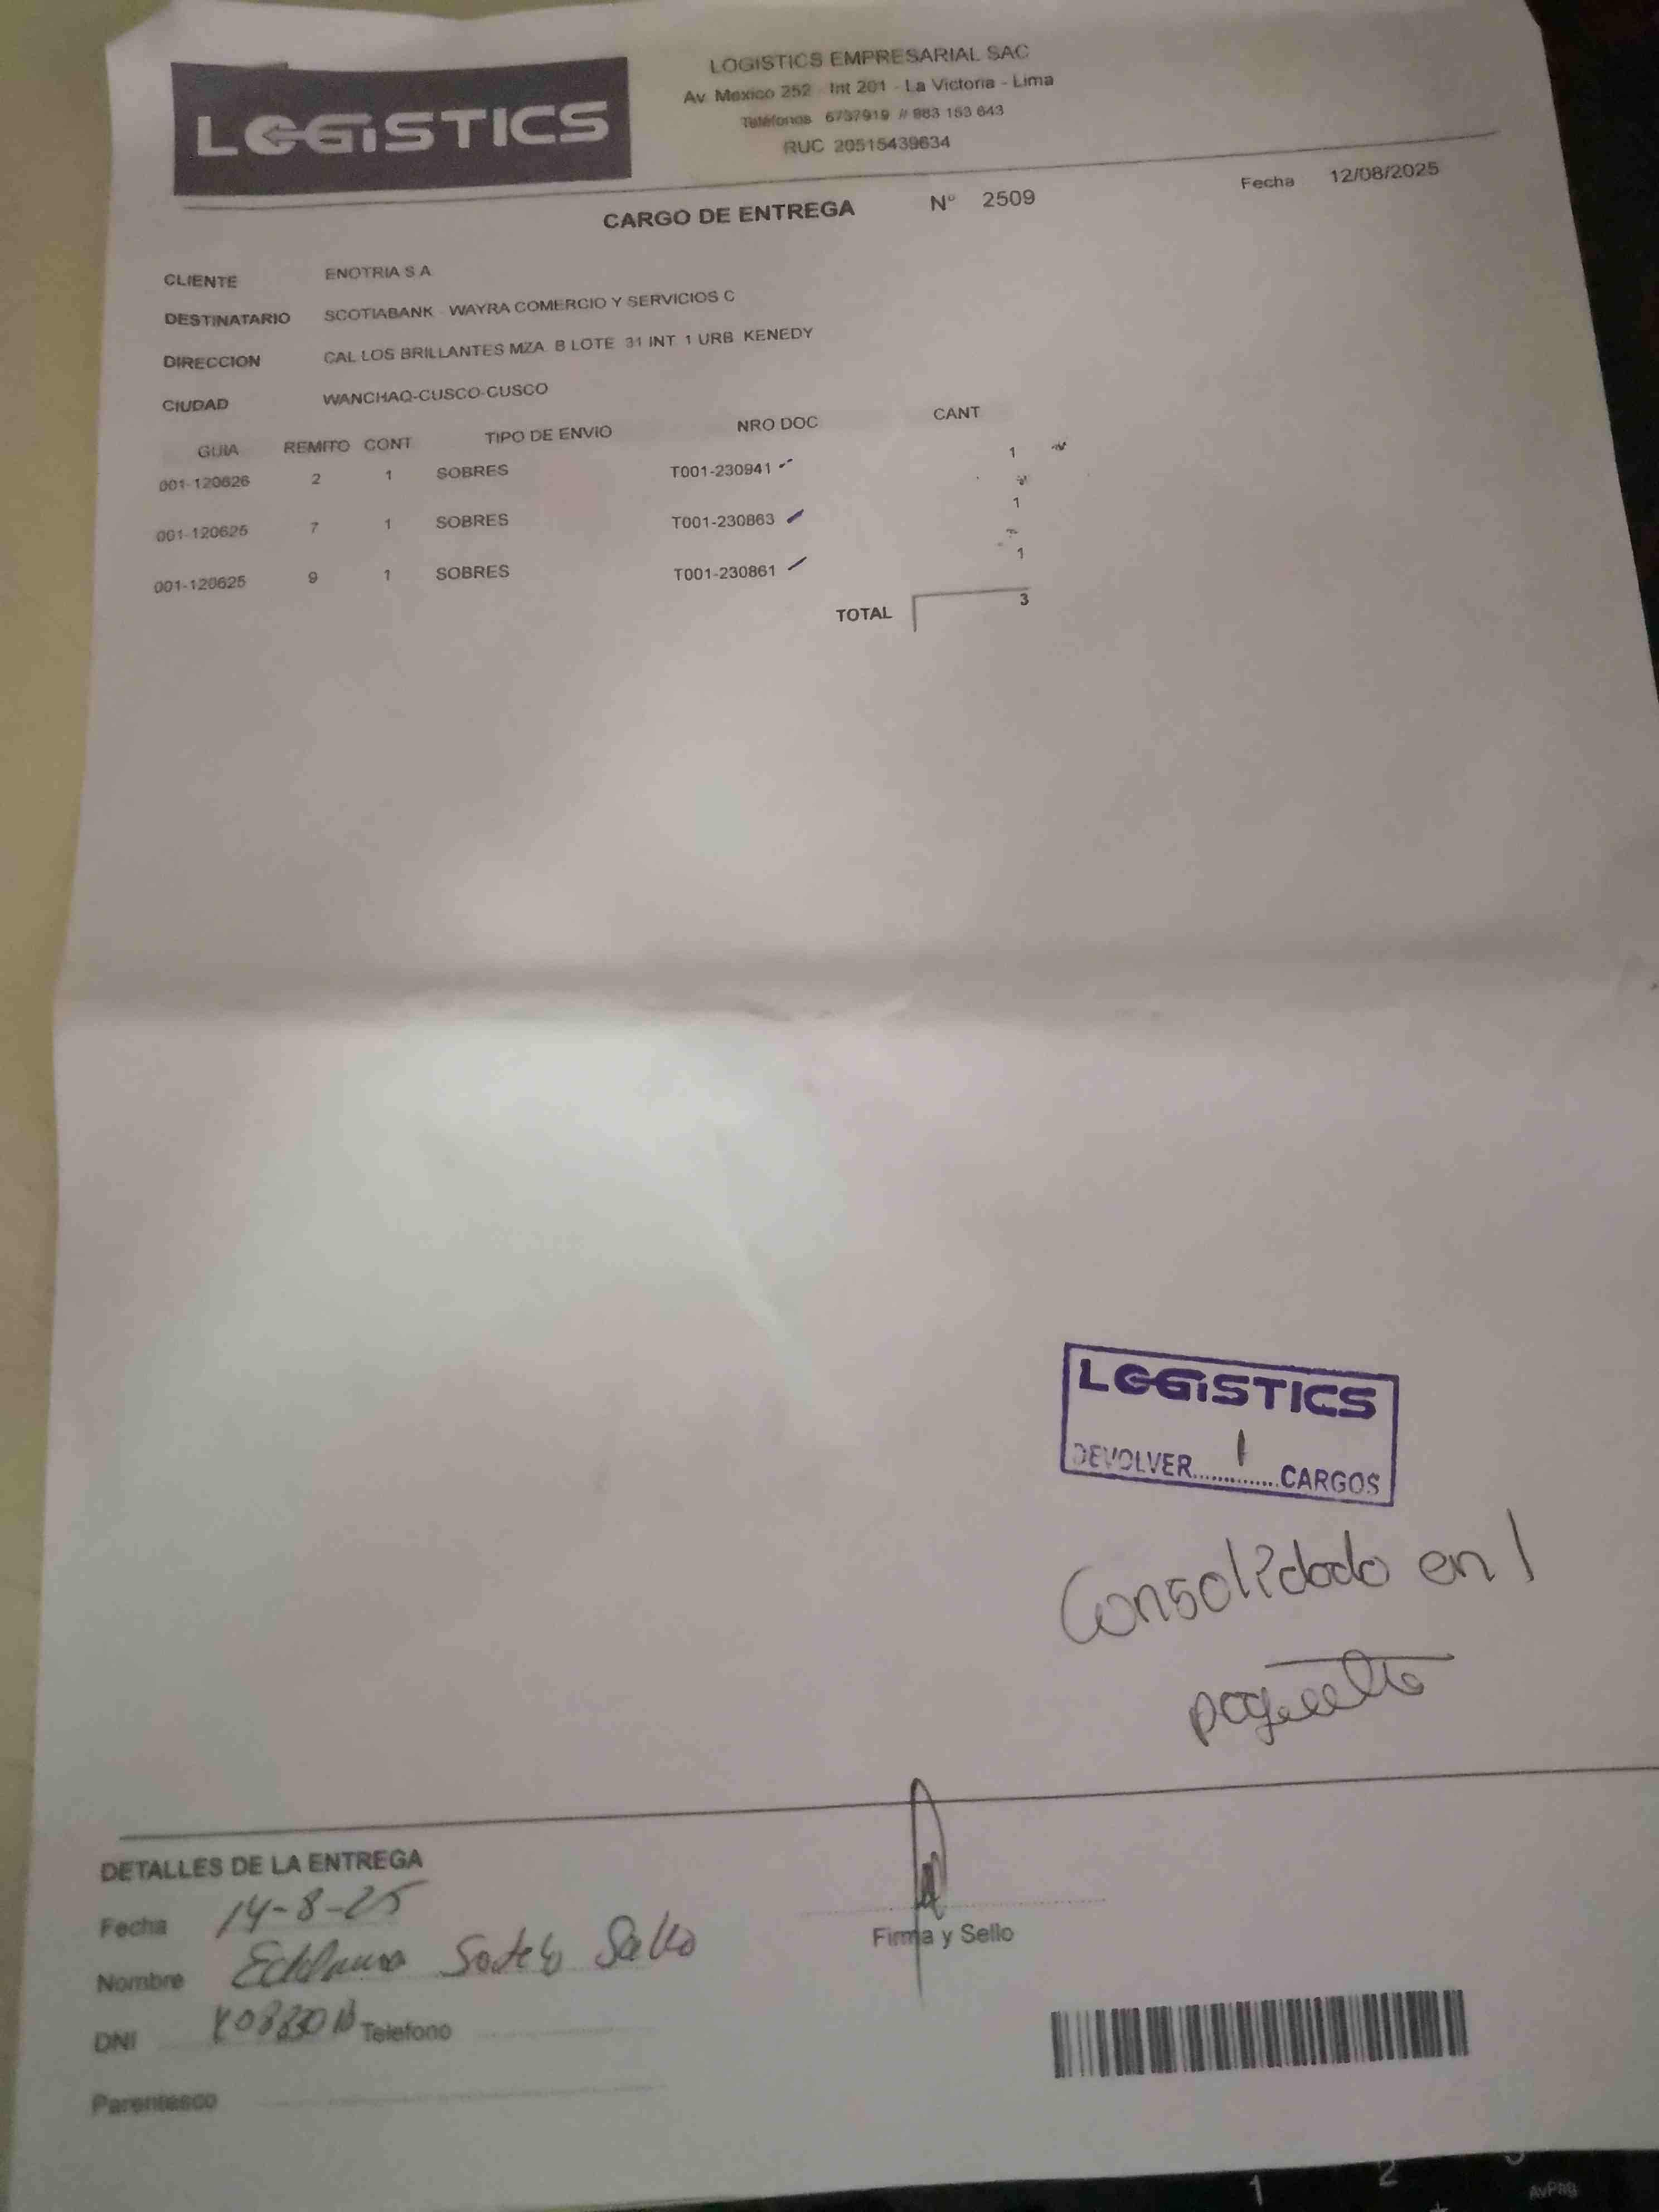 LOGISTICS
LOGISTICS EMPRESARIAL SAC
Av. Mexico 252 Int 201 - La Victoria - Lima
Teléfonos 6737919 // 983 153 643
RUC 20515439634
CARGO DE ENTREGA N° 2509 Fecha 12/08/2025
CLIENTE ENOTRIA S A
DESTINATARIO SCOTIABANK - WAYRA COMERCIO Y SERVICIOS C
DIRECCION CAL LOS BRILLANTES MZA. B LOTE. 31 INT. 1 URB. KENEDY
CIUDAD WANCHAQ-CUSCO-CUSCO
GUIA REMITO CONT TIPO DE ENVIO NRO DOC CANT
001-120626 2 1 SOBRES T001-230941 1
001-120625 7 1 SOBRES T001-230863 1
001-120625 9 1 SOBRES T001-230861 1
TOTAL 3
LOGISTICS
DEVOLVER 1 CARGOS
Consolidado en 1
paquete
DETALLES DE LA ENTREGA
Fecha 14-8-25
Nombre Sotelo
DNI Telefono
Parentesco
Firma y Sello
1 2
AvPág